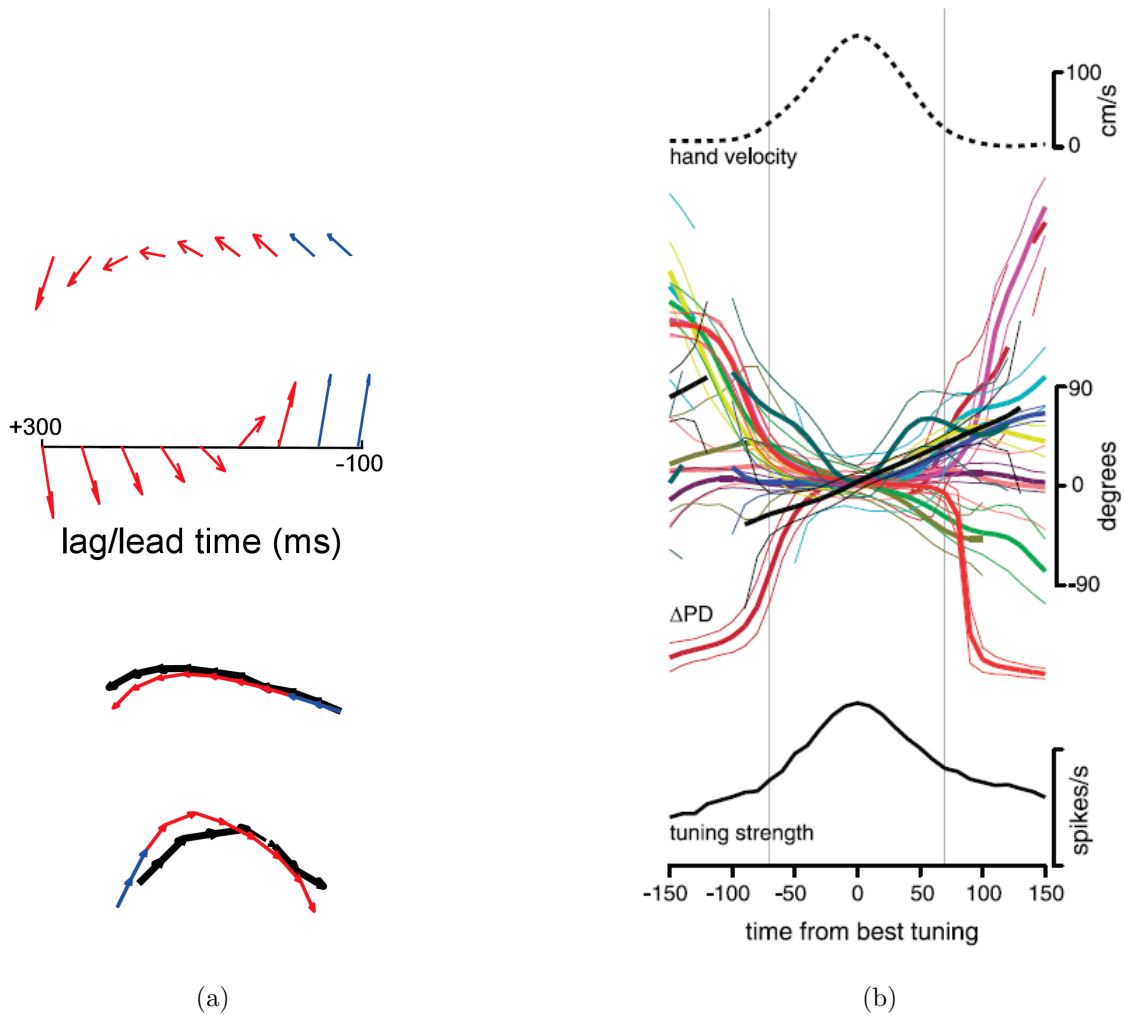 +300
-100
lag/lead time (ms)
(a)
100
0
cm/s
hand velocity
90
0
-90
degrees
ΔPD
tuning strength
spikes/s
-150 -100 -50 0 50 100 150
time from best tuning
(b)